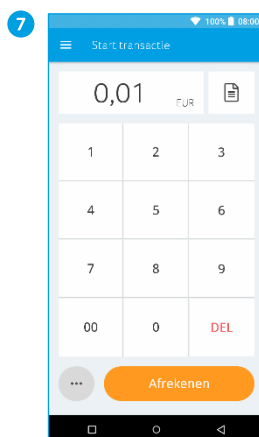 7
100% 08:00
Start transactie
0,01 EUR
1 2 3
4 5 6
7 8 9
00 0 DEL
... Afrekenen